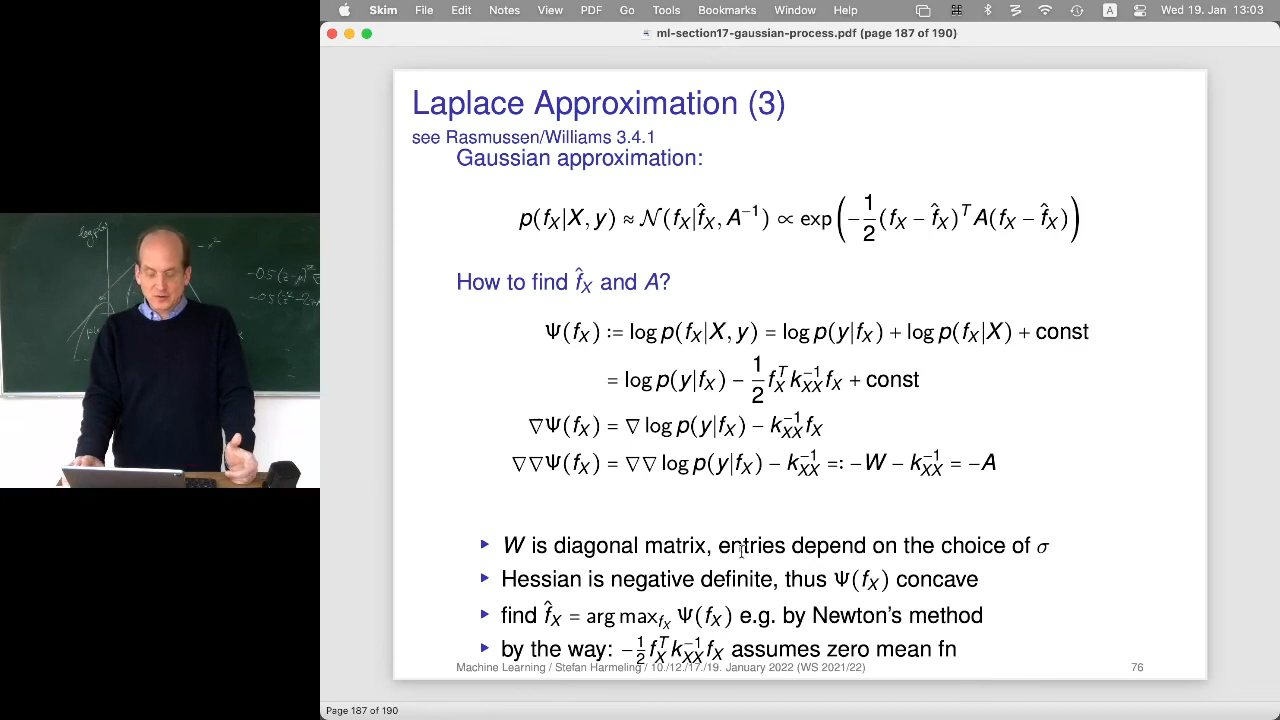 Skim File Edit Notes View PDF Go Tools Bookmarks Window Help A Wed 19. Jan 13:03
ml-section17-gaussian-process.pdf (page 187 of 190)
Laplace Approximation (3)
see Rasmussen/Williams 3.4.1
Gaussian approximation:
p(f_X|X, y) ≈ N(f_X|f̂_X, A⁻¹) ∝ exp(−1/2 (f_X − f̂_X)ᵀ A(f_X − f̂_X))
How to find f̂_X and A?
Ψ(f_X) := log p(f_X|X, y) = log p(y|f_X) + log p(f_X|X) + const
= log p(y|f_X) − 1/2 f_Xᵀ k_XX⁻¹ f_X + const
∇Ψ(f_X) = ∇ log p(y|f_X) − k_XX⁻¹ f_X
∇∇Ψ(f_X) = ∇∇ log p(y|f_X) − k_XX⁻¹ =: −W − k_XX⁻¹ = −A
▸ W is diagonal matrix, entries depend on the choice of σ
▸ Hessian is negative definite, thus Ψ(f_X) concave
▸ find f̂_X = arg max_{f_X} Ψ(f_X) e.g. by Newton's method
▸ by the way: −1/2 f_Xᵀ k_XX⁻¹ f_X assumes zero mean fn
Machine Learning / Stefan Harmeling / 10./12./17./19. January 2022 (WS 2021/22) 76
Page 187 of 190